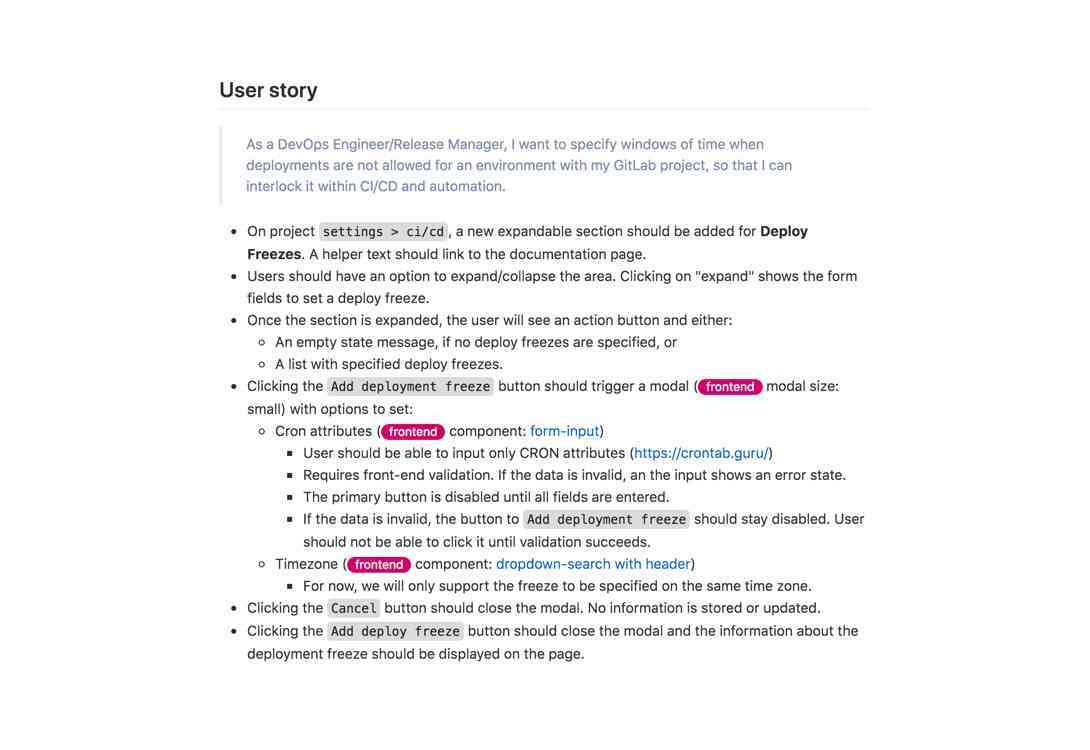 User story
As a DevOps Engineer/Release Manager, I want to specify windows of time when
deployments are not allowed for an environment with my GitLab project, so that I can
interlock it within CI/CD and automation.
• On project settings > ci/cd, a new expandable section should be added for Deploy
Freezes. A helper text should link to the documentation page.
• Users should have an option to expand/collapse the area. Clicking on "expand" shows the form
fields to set a deploy freeze.
• Once the section is expanded, the user will see an action button and either:
◦ An empty state message, if no deploy freezes are specified, or
◦ A list with specified deploy freezes.
• Clicking the Add deployment freeze button should trigger a modal (frontend modal size:
small) with options to set:
◦ Cron attributes (frontend component: form-input)
▪ User should be able to input only CRON attributes (https://crontab.guru/)
▪ Requires front-end validation. If the data is invalid, an the input shows an error state.
▪ The primary button is disabled until all fields are entered.
▪ If the data is invalid, the button to Add deployment freeze should stay disabled. User
should not be able to click it until validation succeeds.
◦ Timezone (frontend component: dropdown-search with header)
▪ For now, we will only support the freeze to be specified on the same time zone.
• Clicking the Cancel button should close the modal. No information is stored or updated.
• Clicking the Add deploy freeze button should close the modal and the information about the
deployment freeze should be displayed on the page.